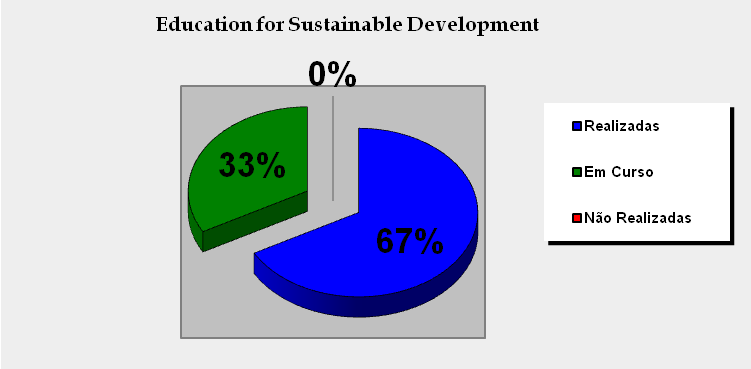 Education for Sustainable Development
0%
33%
67%
Realizadas
Em Curso
Não Realizadas